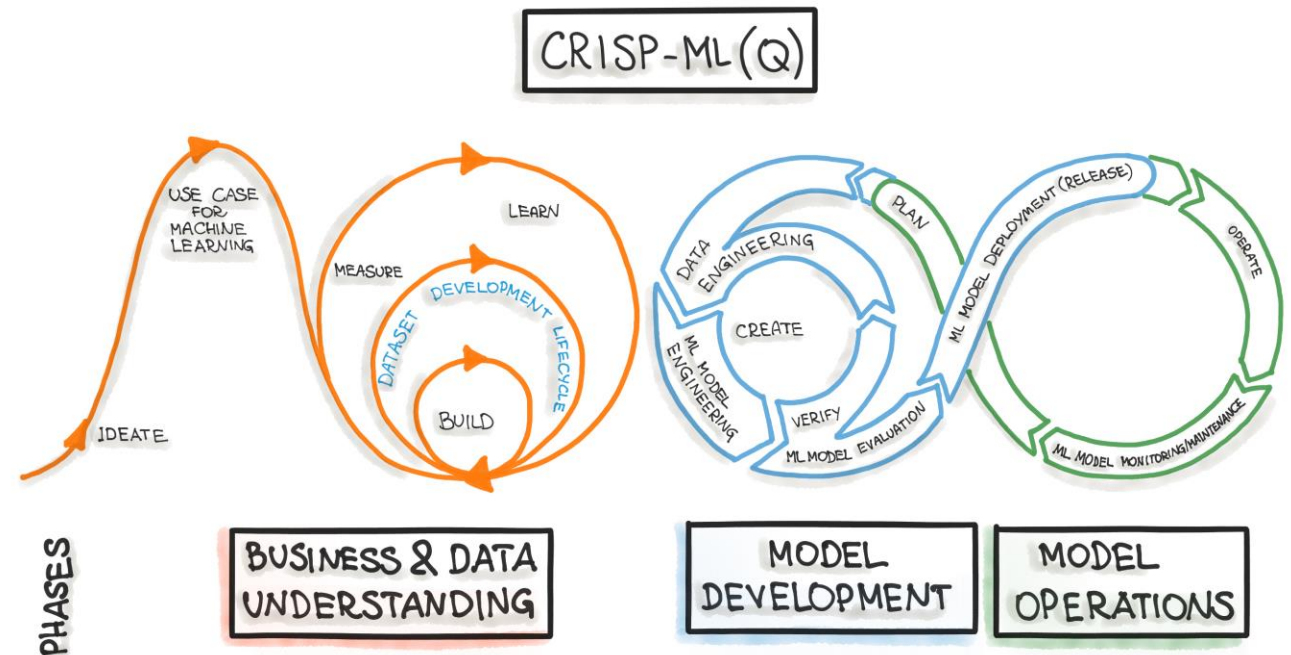 CRISP-ML(Q)
USE CASE
FOR
MACHINE
LEARNING
IDEATE
MEASURE
LEARN
DATASET DEVELOPMENT LIFECYCLE
BUILD
DATA
ENGINEERING
PLAN
CREATE
ML MODEL
ENGINEERING
VERIFY
ML MODEL EVALUATION
ML MODEL DEPLOYMENT (RELEASE)
OPERATE
ML MODEL MONITORING/MAINTENANCE
PHASES
BUSINESS & DATA
UNDERSTANDING
MODEL
DEVELOPMENT
MODEL
OPERATIONS